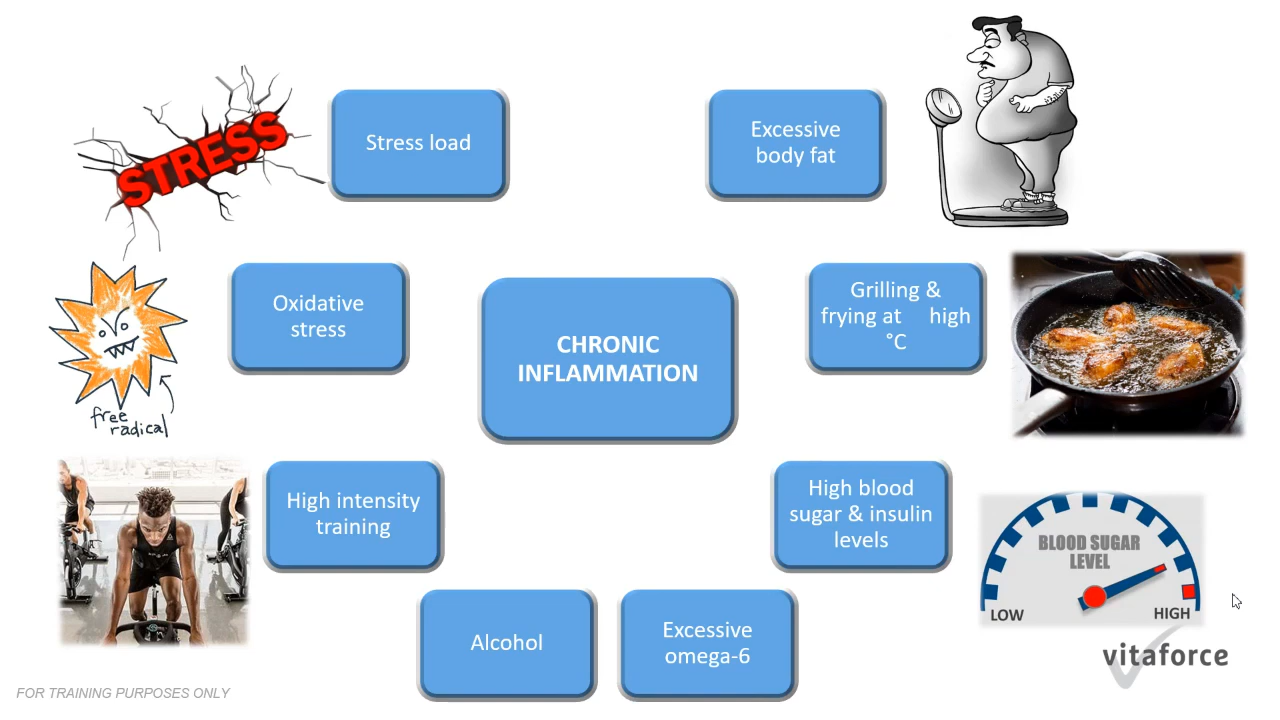 STRESS
Stress load
Excessive
body fat
Oxidative
stress
free
radical
CHRONIC
INFLAMMATION
Grilling &
frying at high
°C
High intensity
training
High blood
sugar & insulin
levels
BLOOD SUGAR
LEVEL
LOW
HIGH
Alcohol
Excessive
omega-6
vitaforce
FOR TRAINING PURPOSES ONLY